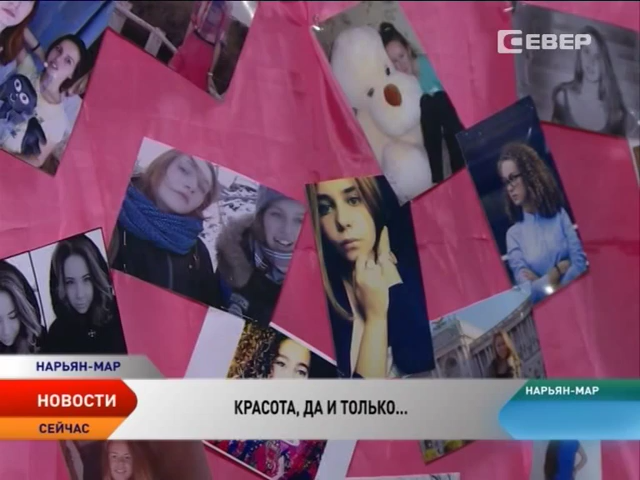 СЕВЕР
НАРЬЯН-МАР
НОВОСТИ
СЕЙЧАС
КРАСОТА, ДА И ТОЛЬКО...
НАРЬЯН-МАР